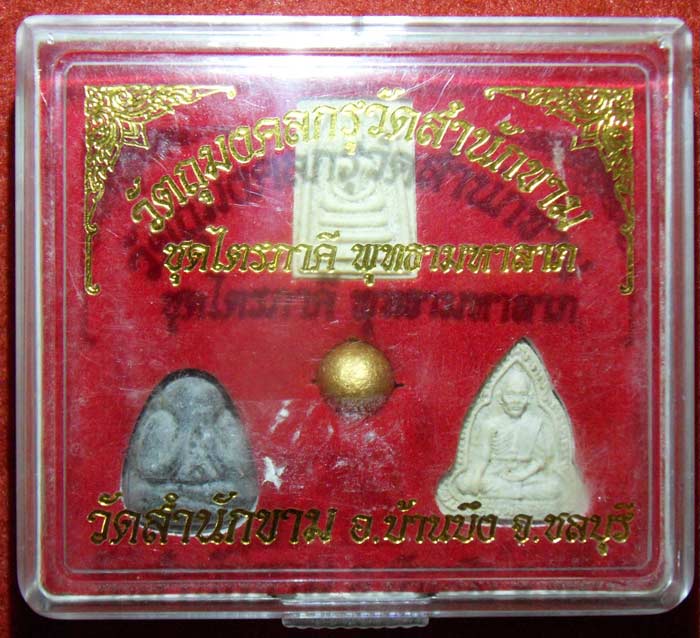 วัตถุมงคลกรุวัดสำนักขาม
ชุดไตรภาคี พุทธามหาลาภ
วัดสำนักขาม อ.บ้านบึง จ.ชลบุรี